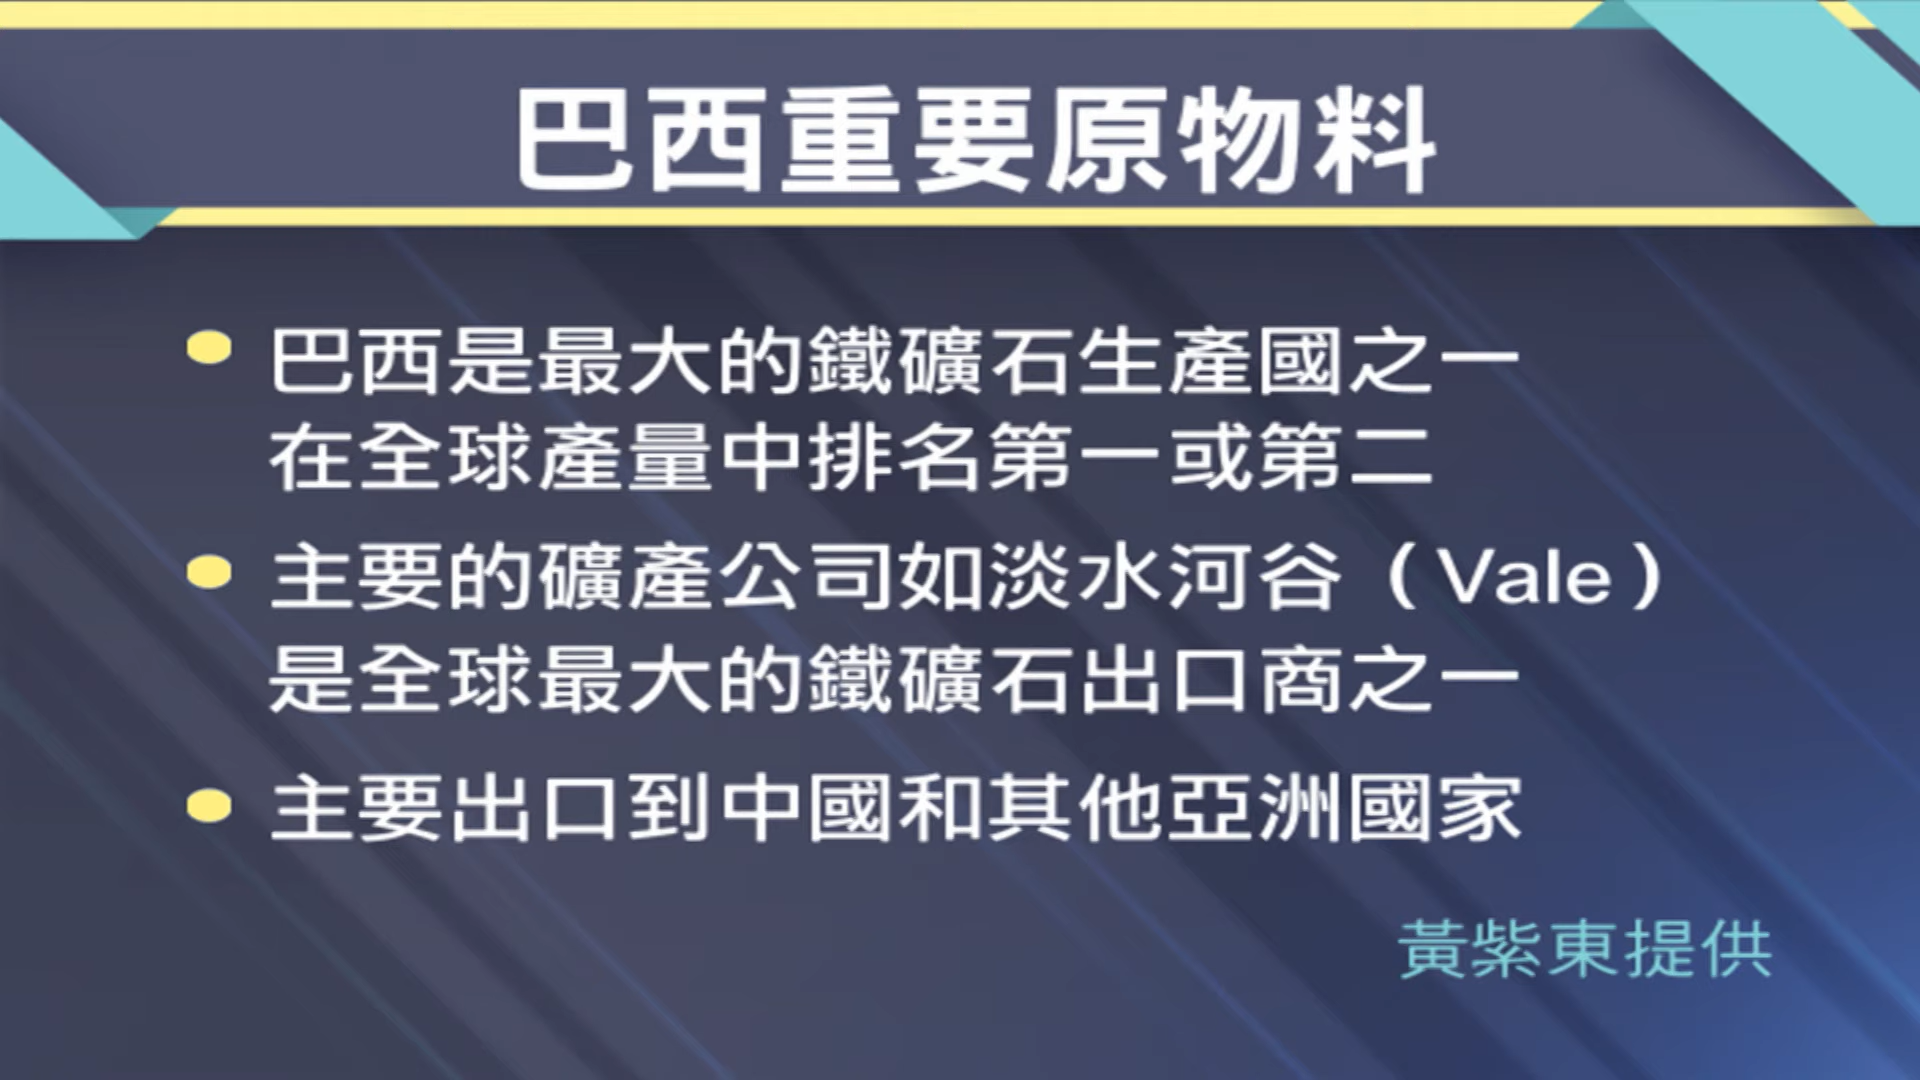 巴西重要原物料
巴西是最大的鐵礦石生產國之一
在全球產量中排名第一或第二
主要的礦產公司如淡水河谷（Vale）
是全球最大的鐵礦石出口商之一
主要出口到中國和其他亞洲國家
黃紫東提供